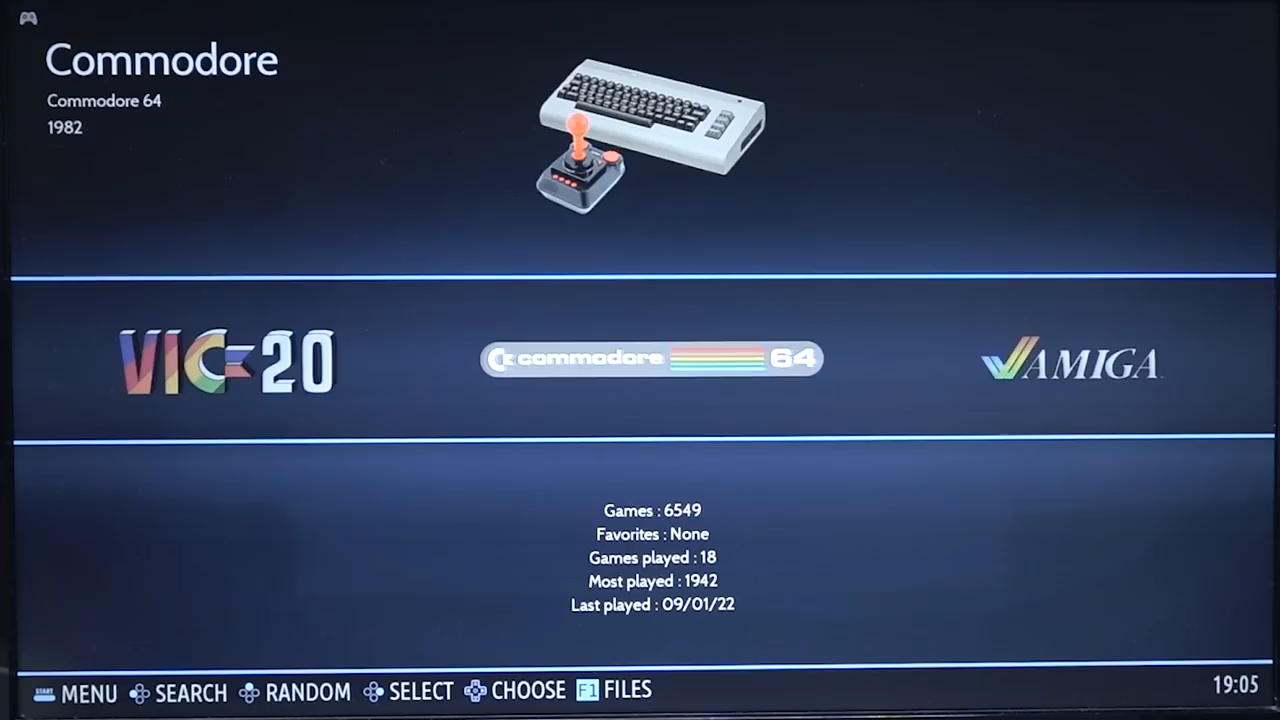 Commodore
Commodore 64
1982
VIC-20
commodore 64
AMIGA
Games : 6549
Favorites : None
Games played : 18
Most played : 1942
Last played : 09/01/22
START MENU SEARCH RANDOM SELECT CHOOSE F1 FILES
19:05